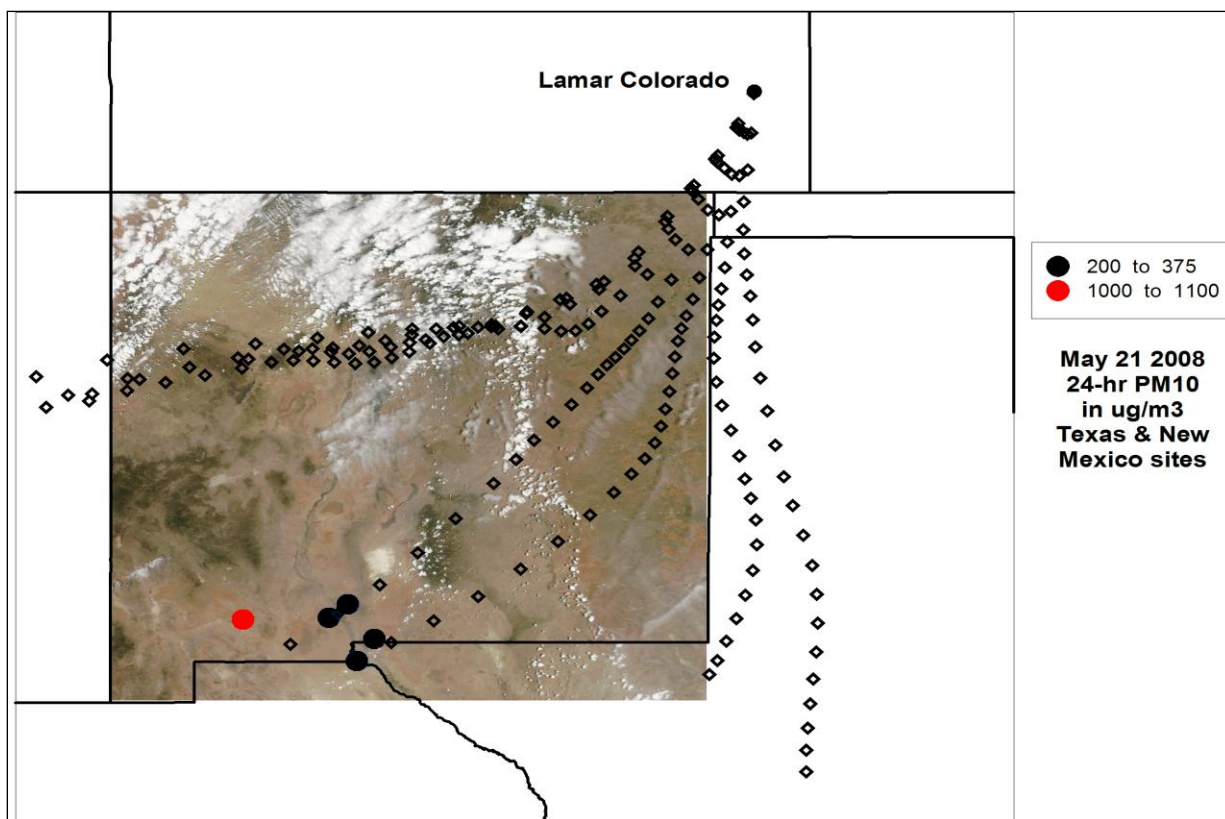 Lamar Colorado
200 to 375
1000 to 1100
May 21 2008
24-hr PM10
in ug/m3
Texas & New
Mexico sites